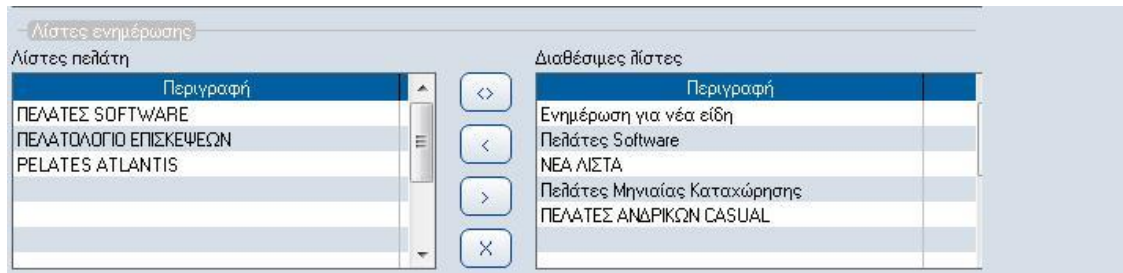 Λίστες ενημέρωσης
Λίστες πελάτη
Περιγραφή
ΠΕΛΑΤΕΣ SOFTWARE
ΠΕΛΑΤΟΛΟΓΙΟ ΕΠΙΣΚΕΨΕΩΝ
PELATES ATLANTIS
<>
<
>
X
Διαθέσιμες λίστες
Περιγραφή
Ενημέρωση για νέα είδη
Πελάτες Software
ΝΕΑ ΛΙΣΤΑ
Πελάτες Μηνιαίας Καταχώρησης
ΠΕΛΑΤΕΣ ΑΝΔΡΙΚΩΝ CASUAL